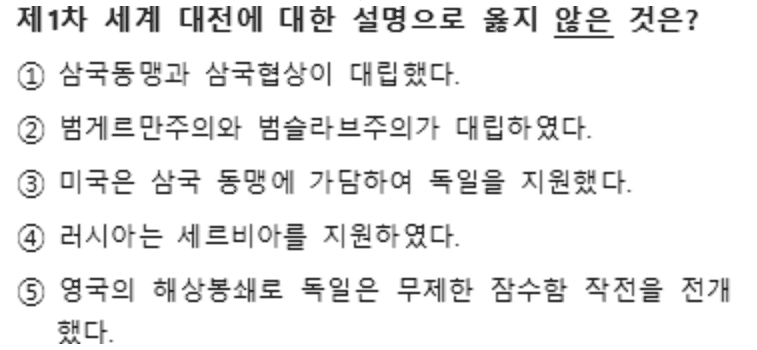 제1차 세계 대전에 대한 설명으로 옳지 않은 것은?
① 삼국동맹과 삼국협상이 대립했다.
② 범게르만주의와 범슬라브주의가 대립하였다.
③ 미국은 삼국 동맹에 가담하여 독일을 지원했다.
④ 러시아는 세르비아를 지원하였다.
⑤ 영국의 해상봉쇄로 독일은 무제한 잠수함 작전을 전개
했다.